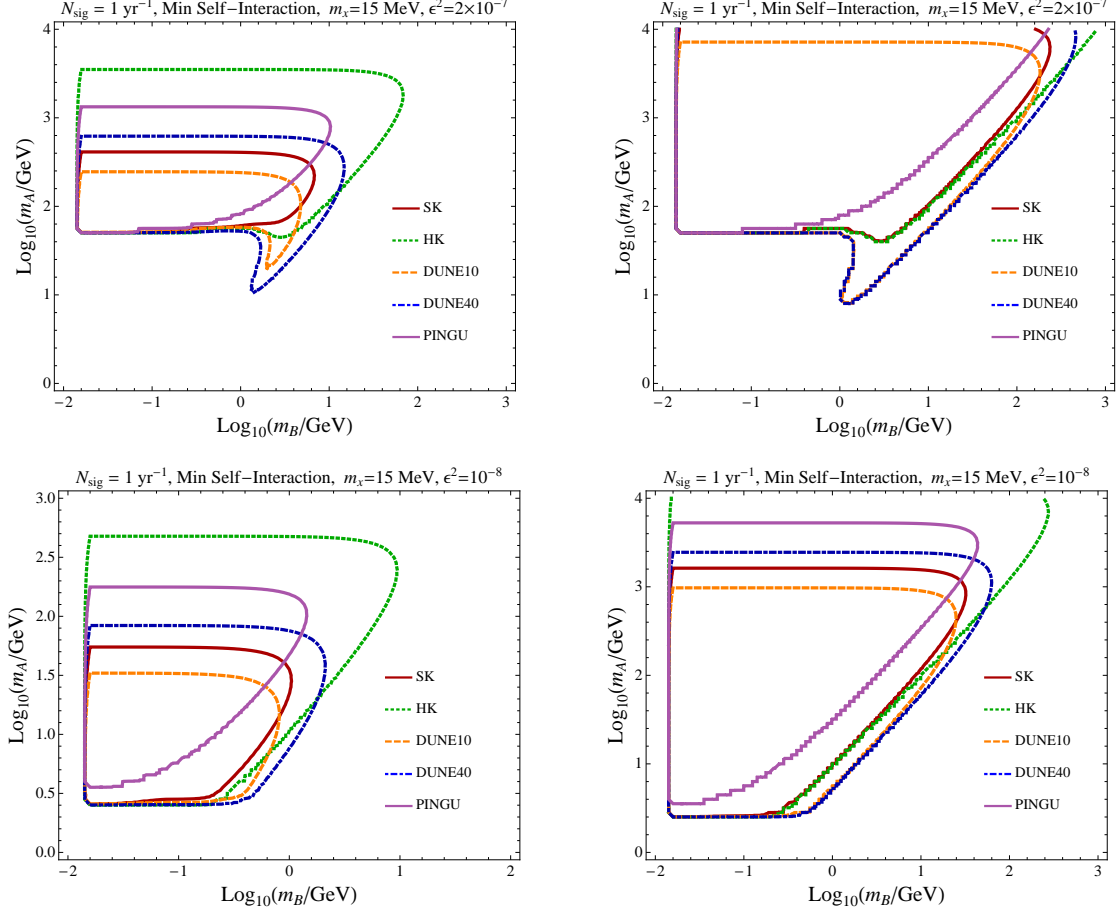 N_sig = 1 yr⁻¹, Min Self−Interaction, m_x=15 MeV, ϵ²=2×10⁻⁷
Log₁₀(m_A/GeV)
4
3
2
1
0
SK
HK
DUNE10
DUNE40
PINGU
−2 −1 0 1 2 3
Log₁₀(m_B/GeV)
N_sig = 1 yr⁻¹, Min Self−Interaction, m_x=15 MeV, ϵ²=2×10⁻⁷
Log₁₀(m_A/GeV)
4
3
2
1
0
SK
HK
DUNE10
DUNE40
PINGU
−2 −1 0 1 2 3
Log₁₀(m_B/GeV)
N_sig = 1 yr⁻¹, Min Self−Interaction, m_x=15 MeV, ϵ²=10⁻⁸
Log₁₀(m_A/GeV)
3.0
2.5
2.0
1.5
1.0
0.5
0.0
SK
HK
DUNE10
DUNE40
PINGU
−2 −1 0 1 2
Log₁₀(m_B/GeV)
N_sig = 1 yr⁻¹, Min Self−Interaction, m_x=15 MeV, ϵ²=10⁻⁸
Log₁₀(m_A/GeV)
4
3
2
1
0
SK
HK
DUNE10
DUNE40
PINGU
−2 −1 0 1 2 3
Log₁₀(m_B/GeV)